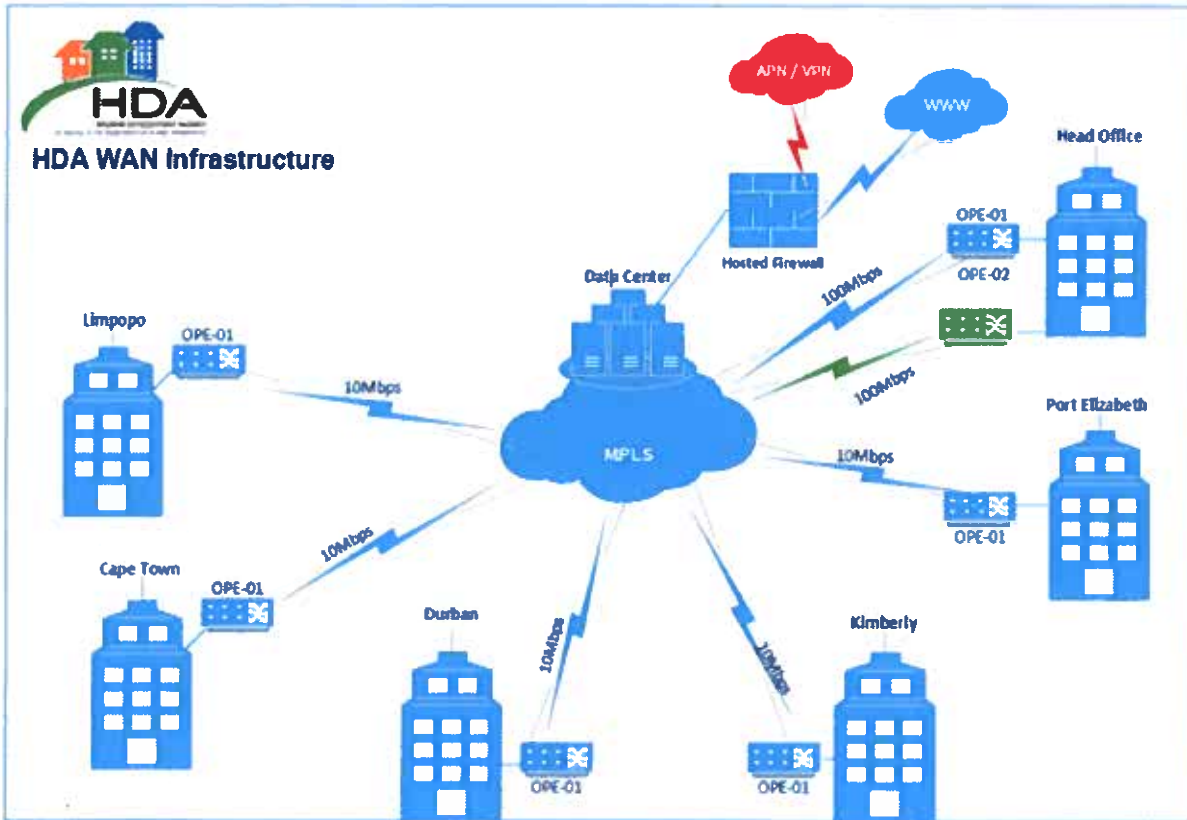 HDA
HDA WAN Infrastructure
APN / VPN
WWW
Head Office
OPE-01
OPE-02
Hosted Firewall
Data Center
100Mbps
100Mbps
Limpopo
OPE-01
10Mbps
MPLS
Port Elizabeth
10Mbps
OPE-01
Cape Town
OPE-01
10Mbps
Durban
10Mbps
OPE-01
Kimberly
10Mbps
OPE-01